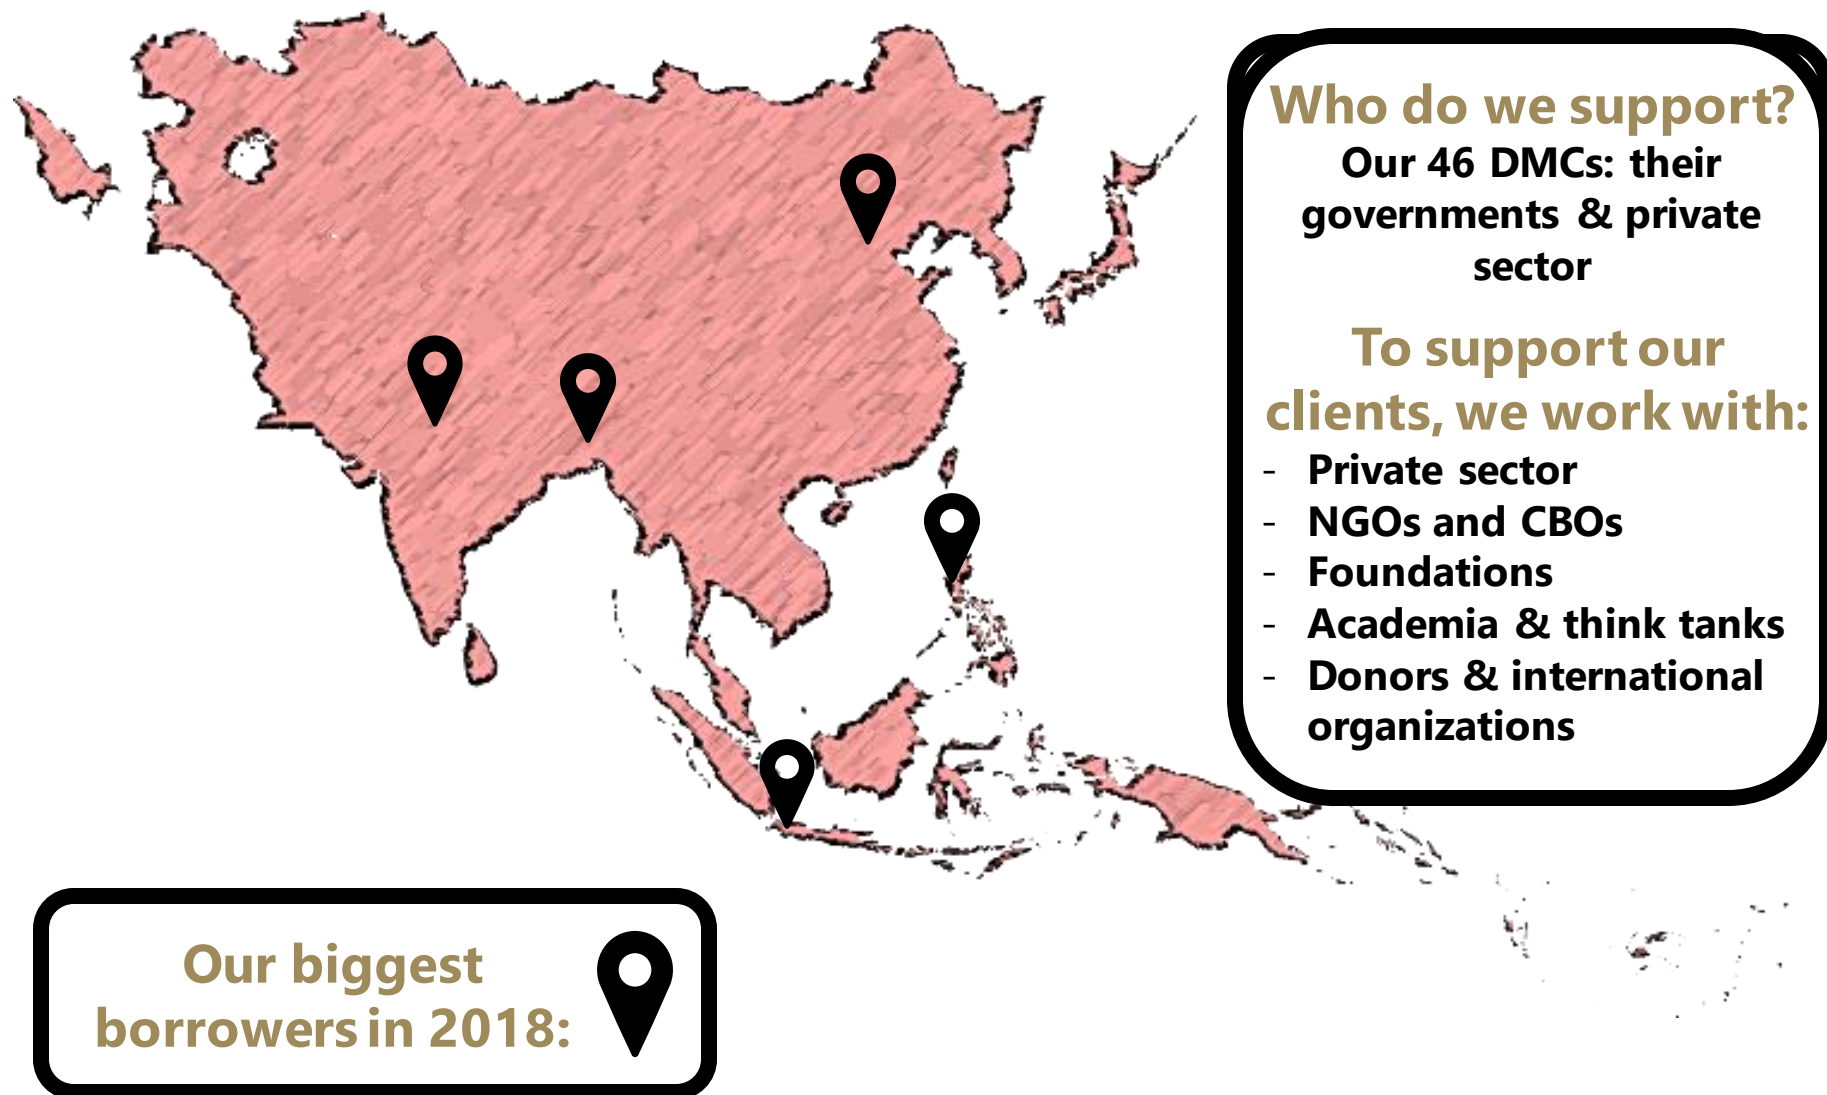 Who do we support?
Our 46 DMCs: their
governments & private
sector
To support our
clients, we work with:
- Private sector
- NGOs and CBOs
- Foundations
- Academia & think tanks
- Donors & international
organizations
Our biggest
borrowers in 2018: